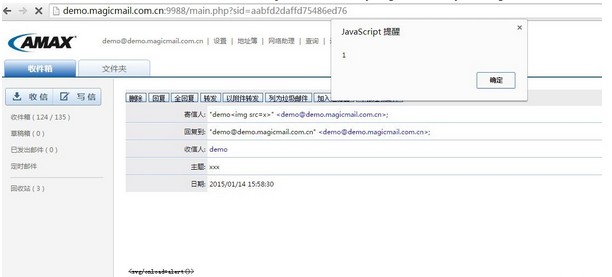 demo.magicmail.com.cn:9988/main.php?sid=aabfd2daffd75486ed76
AMAX
demo@demo.magicmail.com.cn | 设置 | 地址簿 | 网络助理 | 查阅
JavaScript 提醒
1
确定
收件箱
文件夹
收信
写信
删除 回复 全回复 转发 以附件转发 列为垃圾邮件 加入
收件箱 ( 124 / 135 )
草稿箱 ( 0 )
已发出邮件 ( 0 )
定时邮件
回收站 ( 3 )
寄信人: "demo<img src=x>" <demo@demo.magicmail.com.cn>;
回复到: "demo@demo.magicmail.com.cn" <demo@demo.magicmail.com.cn>;
收信人: demo
主题: xxx
日期: 2015/01/14 15:58:30